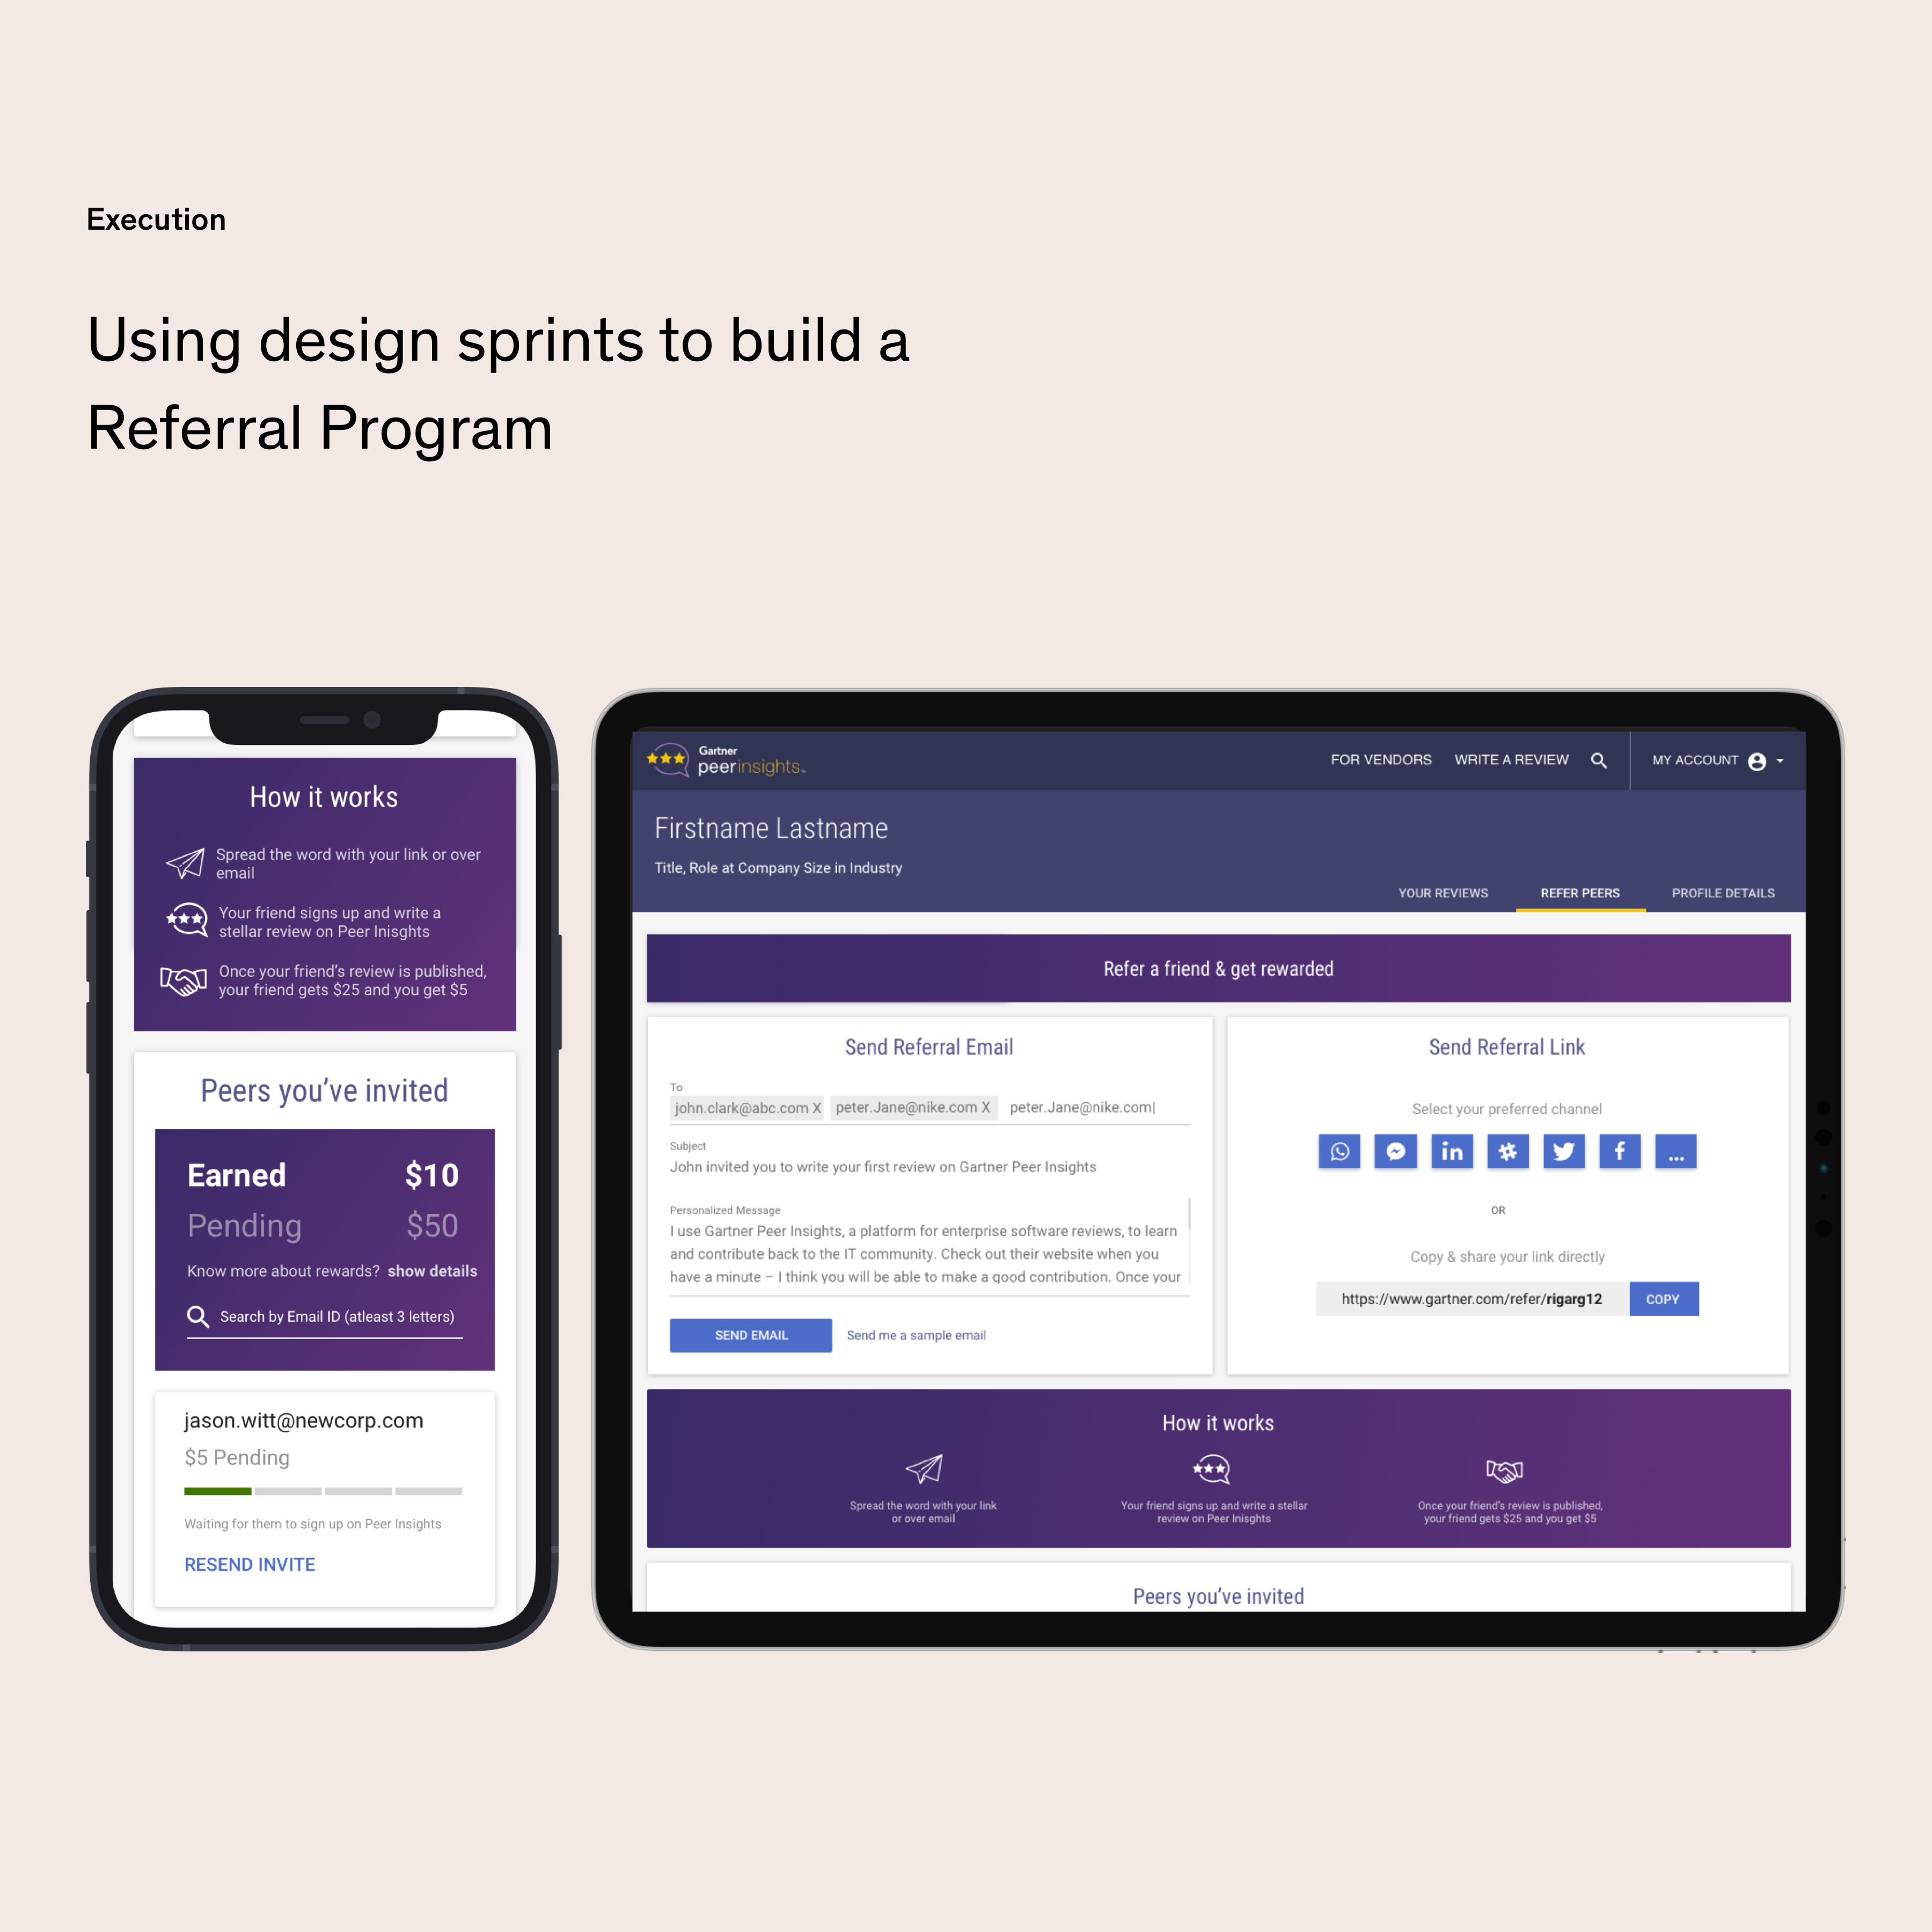 Execution
Using design sprints to build a
Referral Program
How it works
Spread the word with your link or over
email
Your friend signs up and write a
stellar review on Peer Inisghts
Once your friend's review is published,
your friend gets $25 and you get $5
Peers you've invited
Earned $10
Pending $50
Know more about rewards? show details
Search by Email ID (atleast 3 letters)
jason.witt@newcorp.com
$5 Pending
Waiting for them to sign up on Peer Insights
RESEND INVITE
Gartner
peerinsights™
FOR VENDORS WRITE A REVIEW MY ACCOUNT
Firstname Lastname
Title, Role at Company Size in Industry
YOUR REVIEWS REFER PEERS PROFILE DETAILS
Refer a friend & get rewarded
Send Referral Email
To
john.clark@abc.com X peter.Jane@nike.com X peter.Jane@nike.com|
Subject
John invited you to write your first review on Gartner Peer Insights
Personalized Message
I use Gartner Peer Insights, a platform for enterprise software reviews, to learn
and contribute back to the IT community. Check out their website when you
have a minute – I think you will be able to make a good contribution. Once your
SEND EMAIL Send me a sample email
Send Referral Link
Select your preferred channel
in f ...
OR
Copy & share your link directly
https://www.gartner.com/refer/rigarg12 COPY
How it works
Spread the word with your link
or over email
Your friend signs up and write a stellar
review on Peer Inisghts
Once your friend's review is published,
your friend gets $25 and you get $5
Peers you've invited